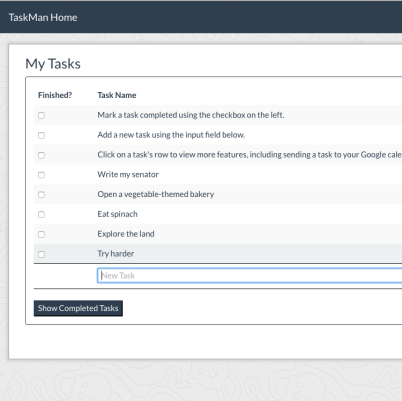 TaskMan Home
My Tasks
Finished? Task Name
Mark a task completed using the checkbox on the left.
Add a new task using the input field below.
Click on a task's row to view more features, including sending a task to your Google cale
Write my senator
Open a vegetable-themed bakery
Eat spinach
Explore the land
Try harder
New Task
Show Completed Tasks